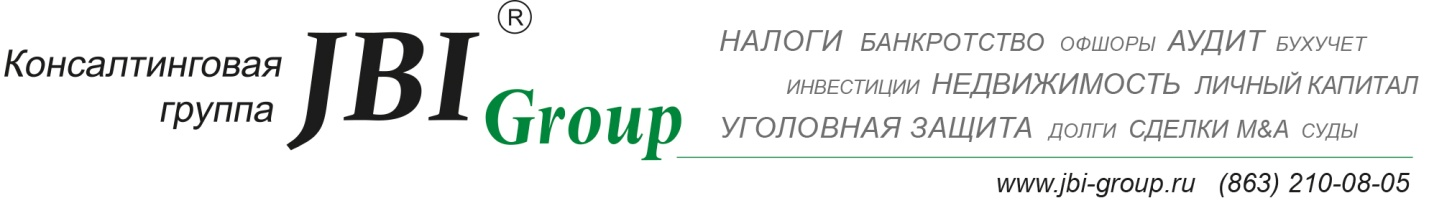 Консалтинговая
группа
JBI ®
Group
НАЛОГИ БАНКРОТСТВО ОФШОРЫ АУДИТ БУХУЧЕТ
ИНВЕСТИЦИИ НЕДВИЖИМОСТЬ ЛИЧНЫЙ КАПИТАЛ
УГОЛОВНАЯ ЗАЩИТА ДОЛГИ СДЕЛКИ M&A СУДЫ
www.jbi-group.ru (863) 210-08-05